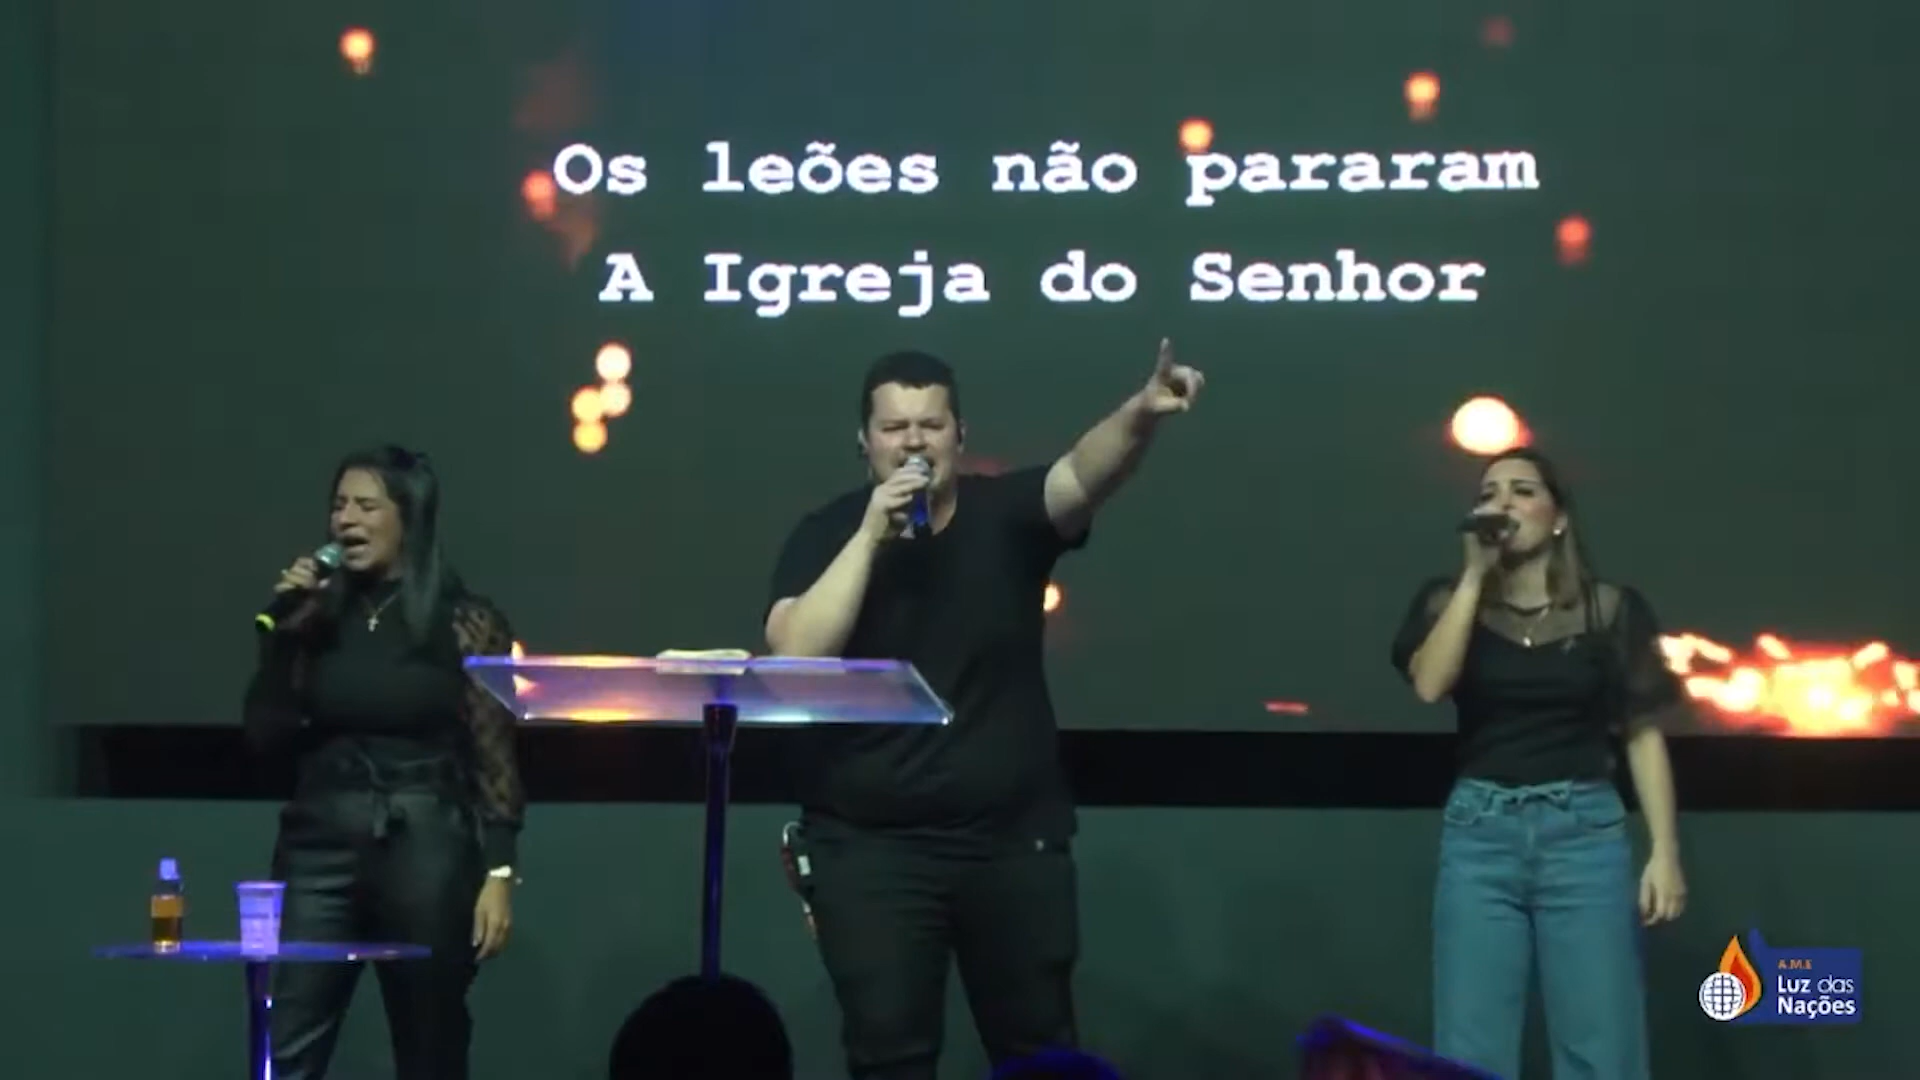 Os leões não pararam
A Igreja do Senhor
A.M.E
Luz das
Nações